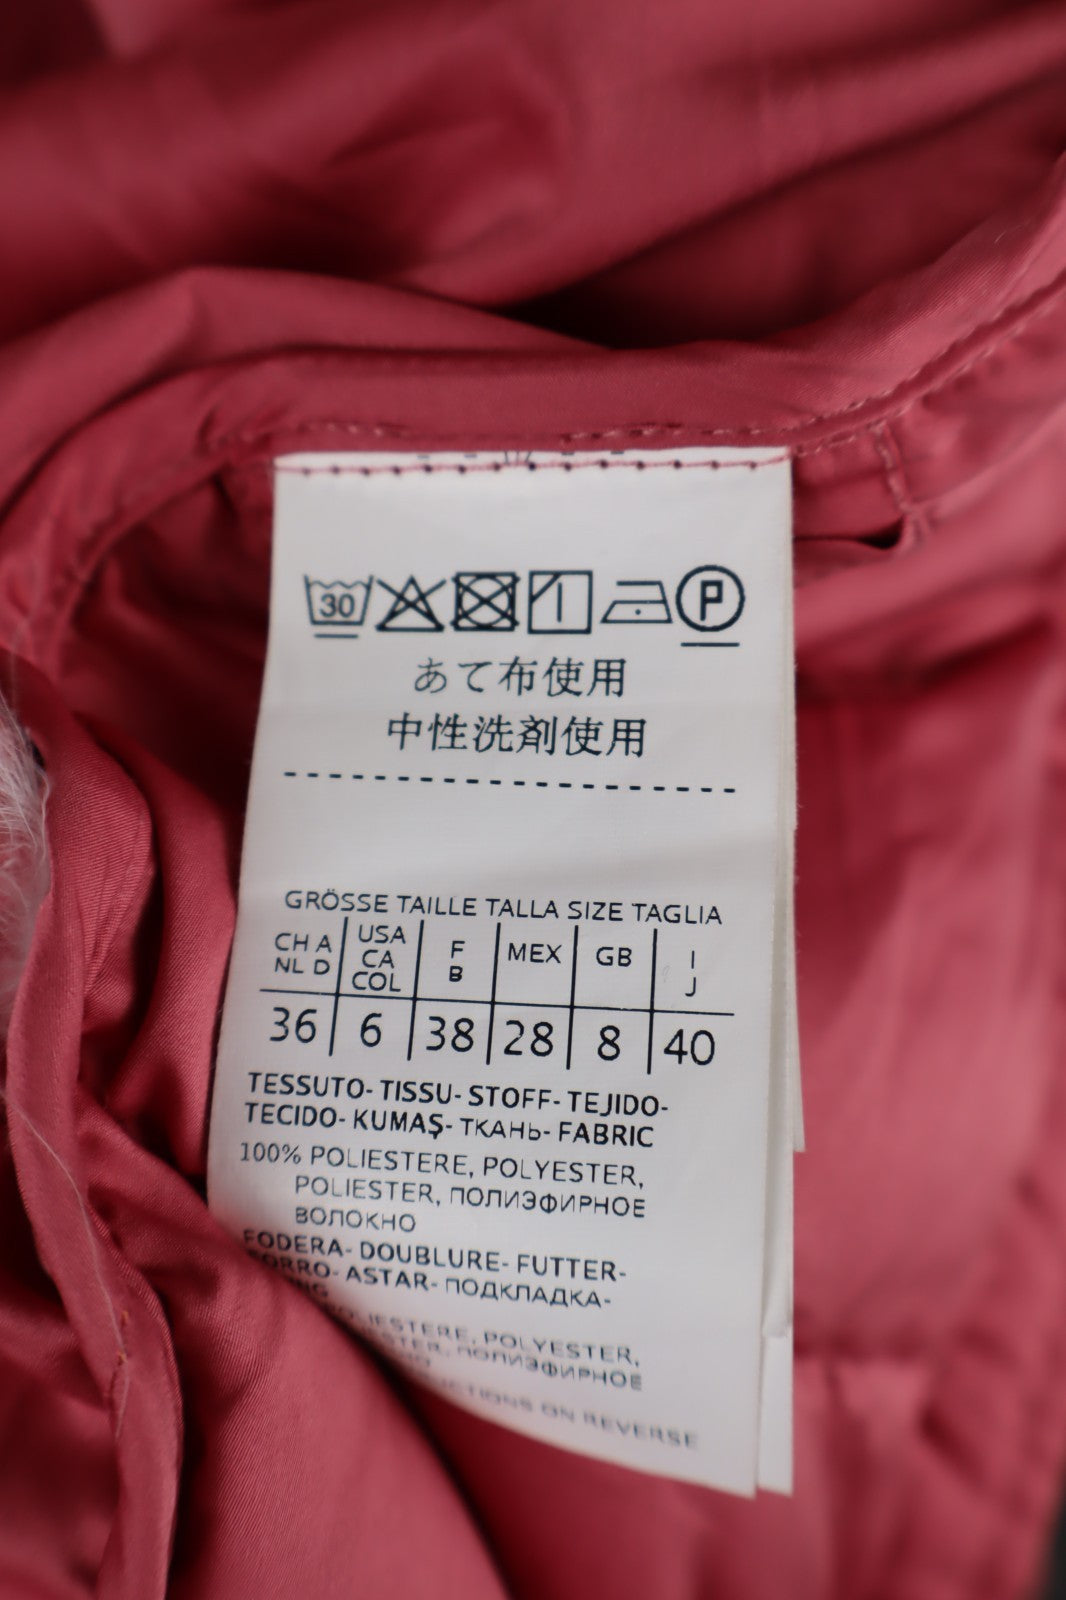 30 P
あて布使用
中性洗剤使用
GRÖSSE TAILLE TALLA SIZE TAGLIA
CH A NL D USA CA COL F B MEX GB I J
36 6 38 28 8 40
TESSUTO- TISSU- STOFF- TEJIDO-
TECIDO- KUMAŞ- ТКАНЬ- FABRIC
100% POLIESTERE, POLYESTER,
POLIESTER, ПОЛИЭФИРНОЕ
ВОЛОКНО
FODERA- DOUBLURE- FUTTER-
ASTAR- ПОДКЛАДКА-
POLYESTER,
ПОЛИЭФИРНОЕ
ON REVERSE